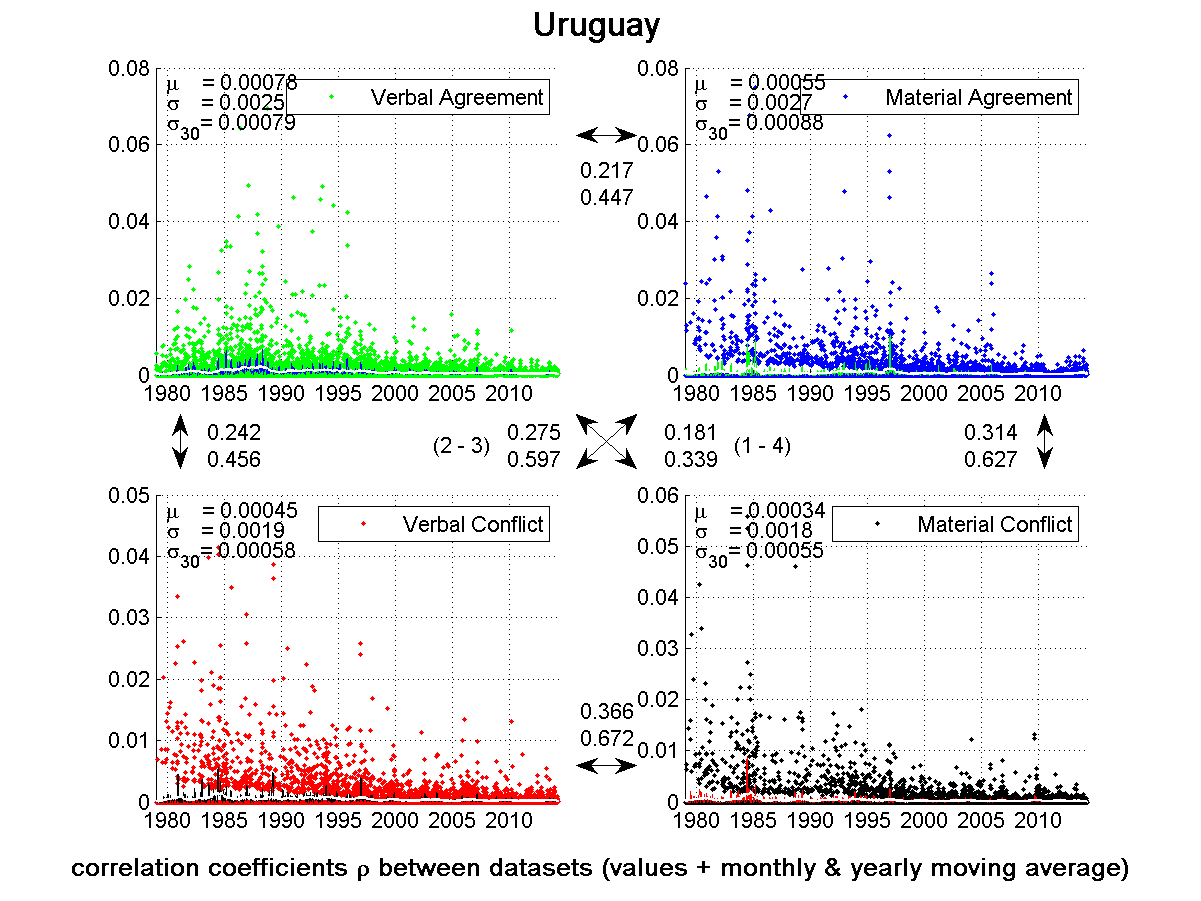 Uruguay
0.08
0.06
0.04
0.02
0
μ = 0.00078
σ = 0.0025
σ30= 0.00079
Verbal Agreement
1980 1985 1990 1995 2000 2005 2010
0.217
0.447
0.08
0.06
0.04
0.02
0
μ = 0.00055
σ = 0.0027
σ30= 0.00088
Material Agreement
1980 1985 1990 1995 2000 2005 2010
0.242
0.456
(2 - 3)
0.275
0.597
0.181
0.339
(1 - 4)
0.314
0.627
0.05
0.04
0.03
0.02
0.01
0
μ = 0.00045
σ = 0.0019
σ30= 0.00058
Verbal Conflict
1980 1985 1990 1995 2000 2005 2010
0.366
0.672
0.06
0.05
0.04
0.03
0.02
0.01
0
μ = 0.00034
σ = 0.0018
σ30= 0.00055
Material Conflict
1980 1985 1990 1995 2000 2005 2010
correlation coefficients ρ between datasets (values + monthly & yearly moving average)